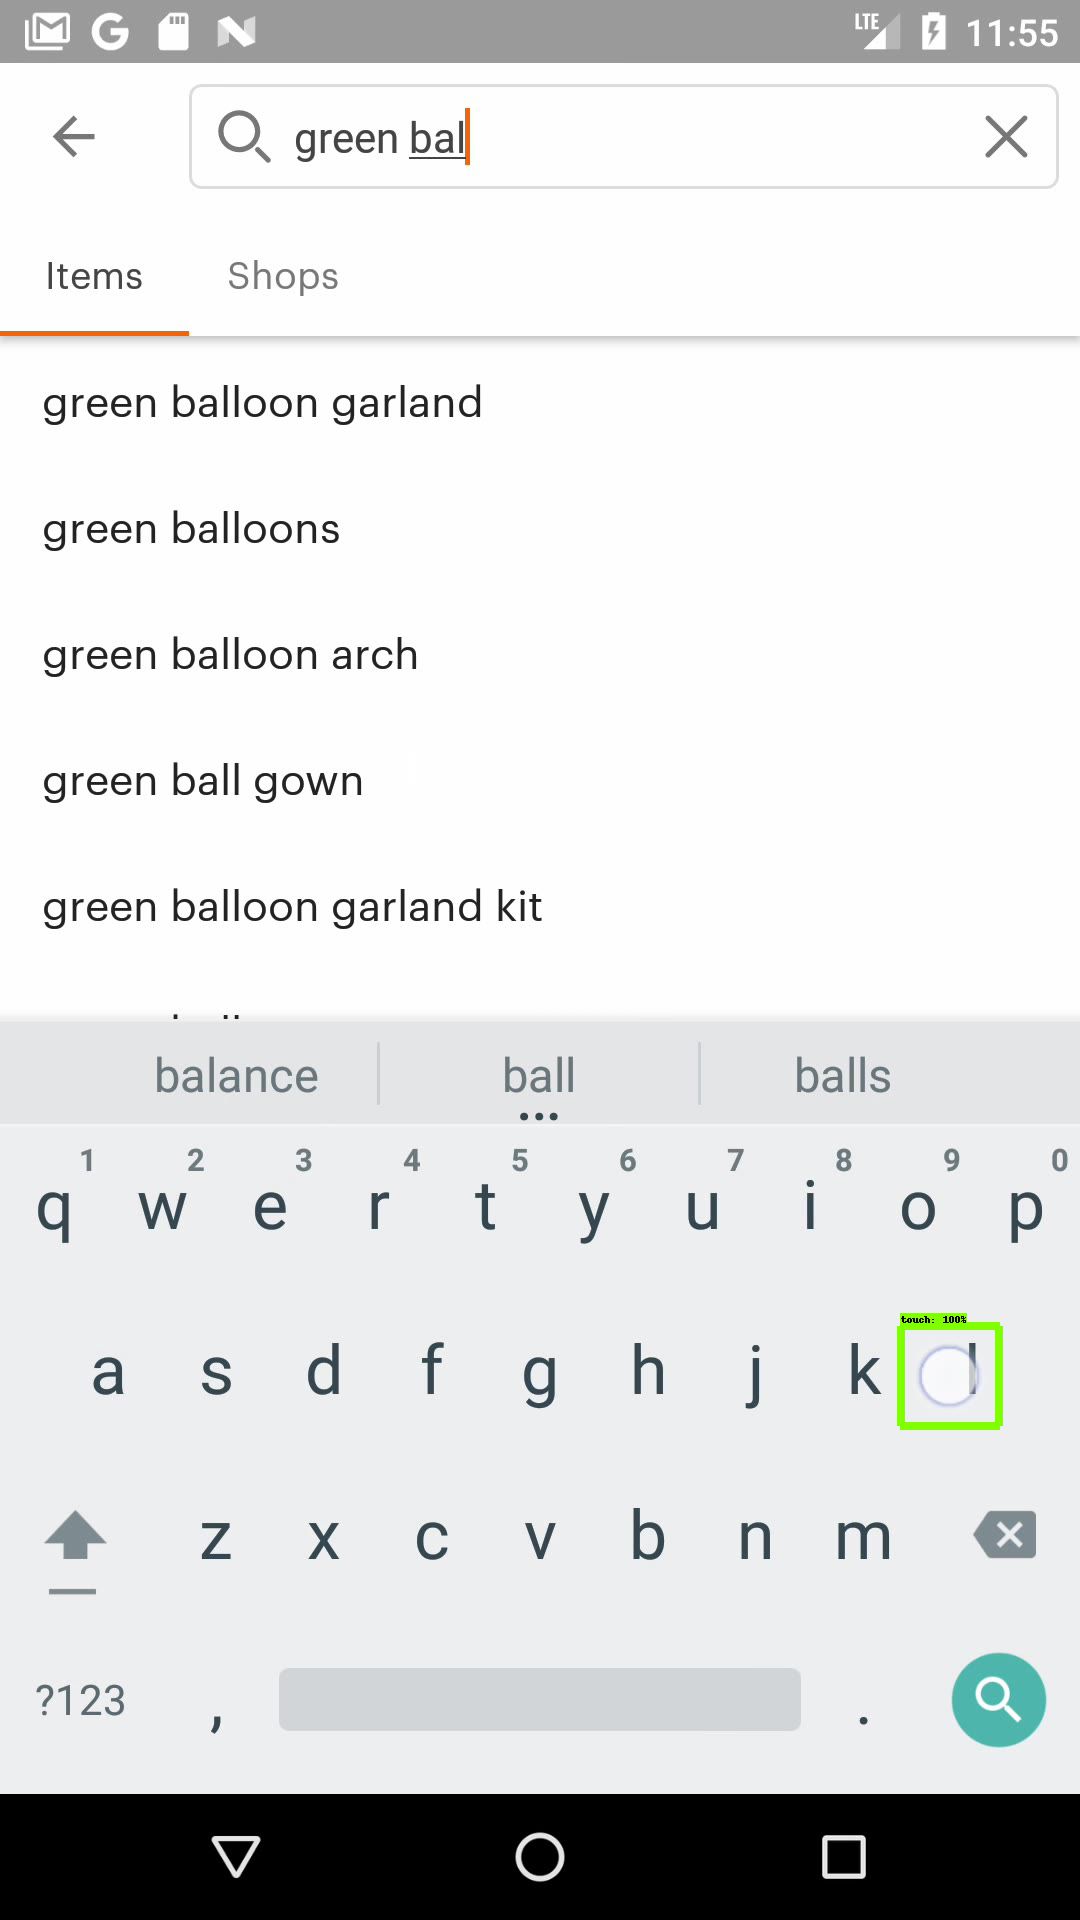 LTE 11:55
green bal
Items Shops
green balloon garland
green balloons
green balloon arch
green ball gown
green balloon garland kit
balance ball balls
1 2 3 4 5 6 7 8 9 0
q w e r t y u i o p
touch: 100%
a s d f g h j k l
z x c v b n m
?123 , .